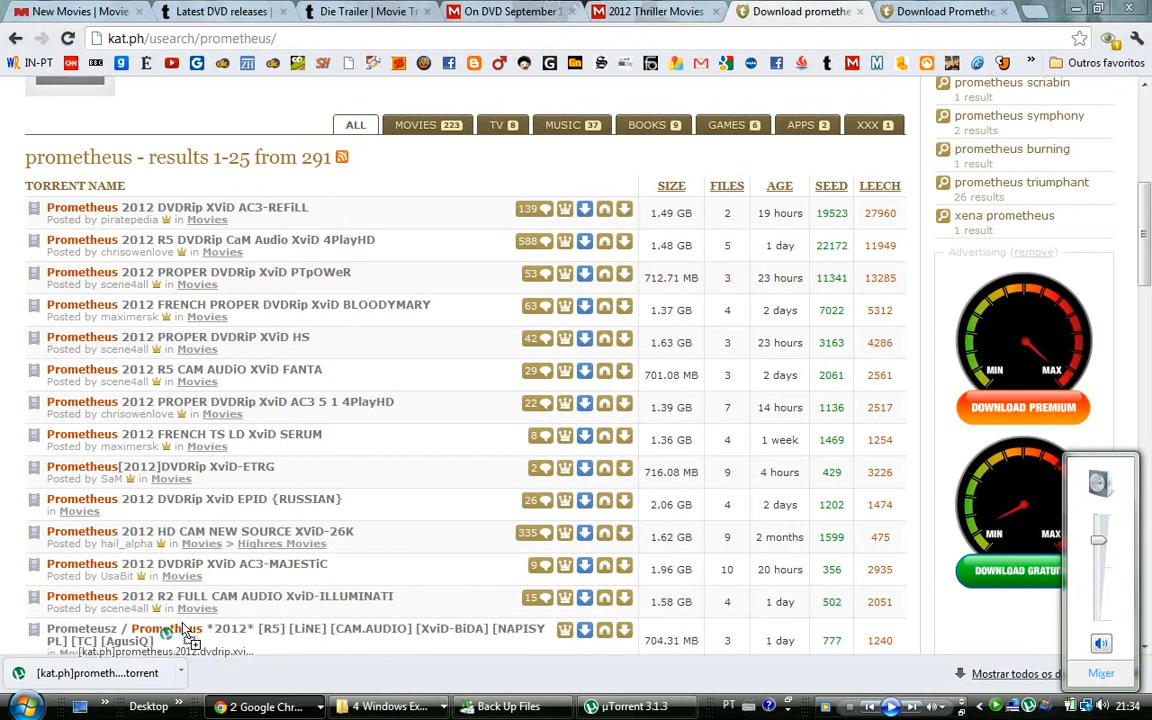 New Movies | Movie
Latest DVD releases |
Die Trailer | Movie T
On DVD September
2012 Thriller Movies
Download promethe
Download Promethe
kat.ph/usearch/prometheus/
IN-PT
Outros favoritos
prometheus scriabin
1 result
prometheus symphony
2 results
prometheus burning
1 result
prometheus triumphant
26 results
xena prometheus
1 result
ALL MOVIES 223 TV 8 MUSIC 37 BOOKS 9 GAMES 6 APPS 2 XXX 1
prometheus - results 1-25 from 291
TORRENT NAME SIZE FILES AGE SEED LEECH
Prometheus 2012 DVDRip XViD AC3-REFiLL 139 1.49 GB 2 19 hours 19523 27960
Posted by piratepedia in Movies
Prometheus 2012 R5 DVDRip CaM Audio XviD 4PlayHD 588 1.48 GB 5 1 day 22172 11949
Posted by chrisowenlove in Movies
Prometheus 2012 PROPER DVDRip XviD PTpOWeR 53 712.71 MB 3 23 hours 11341 13285
Posted by scene4all in Movies
Prometheus 2012 FRENCH PROPER DVDRip XviD BLOODYMARY 63 1.37 GB 4 2 days 7022 5312
Posted by maximersk in Movies
Prometheus 2012 PROPER DVDRiP XViD HS 42 1.63 GB 3 23 hours 3163 4286
Posted by scene4all in Movies
Prometheus 2012 R5 CAM AUDiO XViD FANTA 29 701.08 MB 3 2 days 2061 2561
Posted by scene4all in Movies
Prometheus 2012 PROPER DVDRip XviD AC3 5 1 4PlayHD 22 1.39 GB 7 14 hours 1136 2517
Posted by chrisowenlove in Movies
Prometheus 2012 FRENCH TS LD XviD SERUM 8 1.36 GB 4 1 week 1469 1254
Posted by maximersk in Movies
Prometheus[2012]DVDRip XviD-ETRG 2 716.08 MB 9 4 hours 429 3226
Posted by SaM in Movies
Prometheus 2012 DVDRip XViD EPID {RUSSIAN} 26 2.06 GB 4 2 days 1202 1474
in Movies
Prometheus 2012 HD CAM NEW SOURCE XViD-26K 335 1.62 GB 9 2 months 1599 475
Posted by hail_alpha in Movies > Highres Movies
Prometheus 2012 DVDRiD XViD AC3-MAJESTiC 9 1.96 GB 10 20 hours 356 2935
Posted by UsaBit in Movies
Prometheus 2012 R2 FULL CAM AUDIO XviD-ILLUMINATI 15 1.58 GB 4 1 day 502 2051
Posted by scene4all in Movies
Prometeusz / Prometheus *2012* [R5] [LiNE] [CAM.AUDiO] [XviD-BiDA] [NAPISY 704.31 MB 3 1 day 777 1240
PL] [TC] [AgusiQ]
[kat.ph]prometheus.2012.dvdrip.xvi...
Advertising (remove)
MIN MAX
DOWNLOAD PREMIUM
MIN
DOWNLOAD GRATUI
[kat.ph]prometh....torrent
Mostrar todos os d
Mixer
Desktop
2 Google Chr...
4 Windows Ex...
Back Up Files
µTorrent 3.1.3
PT
21:34